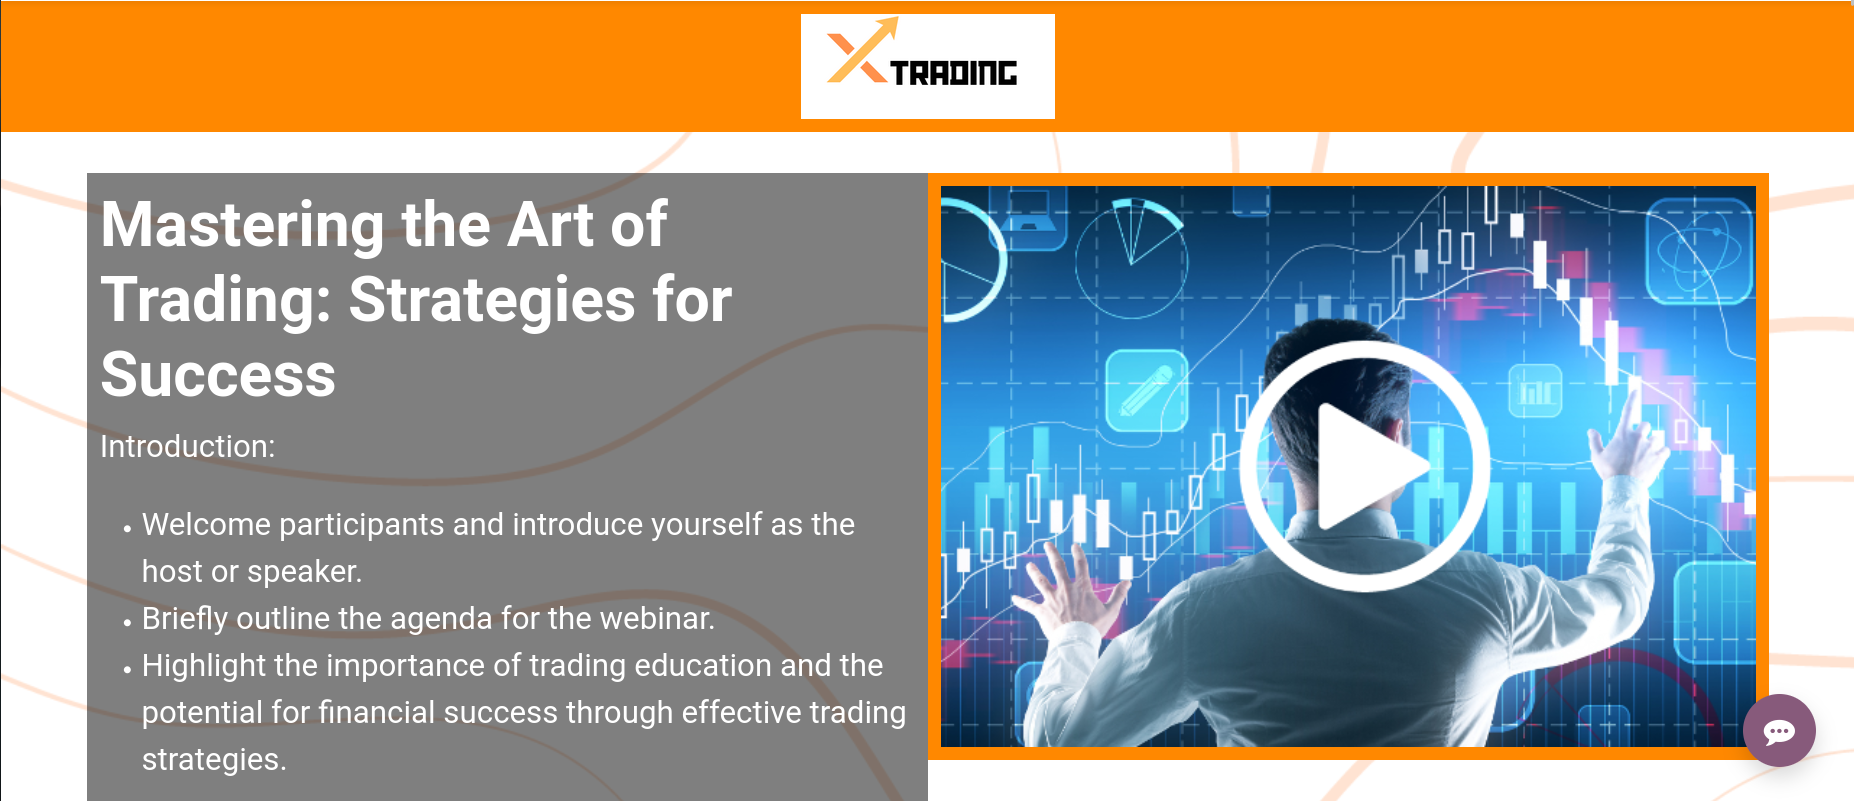 X TRADING
Mastering the Art of
Trading: Strategies for
Success
Introduction:
• Welcome participants and introduce yourself as the
host or speaker.
• Briefly outline the agenda for the webinar.
• Highlight the importance of trading education and the
potential for financial success through effective trading
strategies.